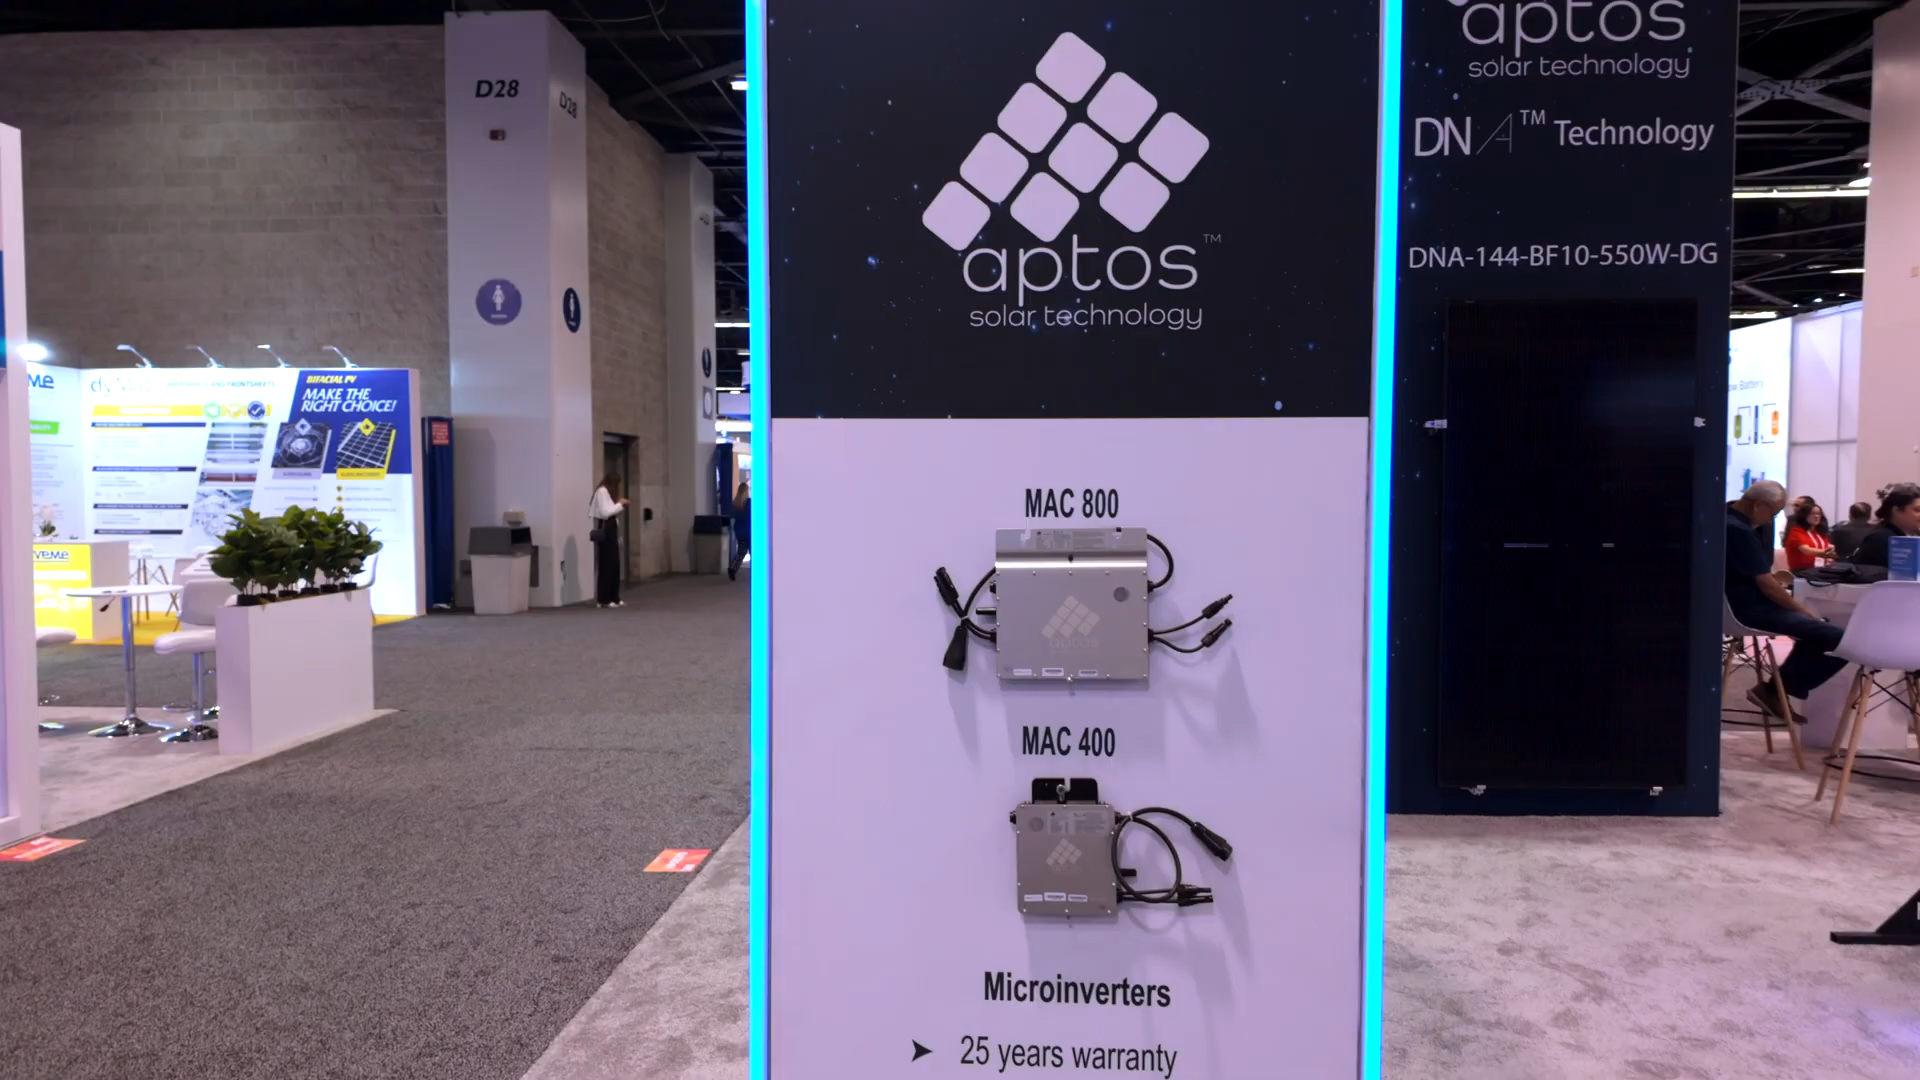 D28
D28
BIFACIAL PV
MAKE THE
RIGHT CHOICE!
aptos™
solar technology
MAC 800
aptos
MAC 400
Microinverters
➤ 25 years warranty
aptos
solar technology
DNA™ Technology
DNA-144-BF10-550W-DG